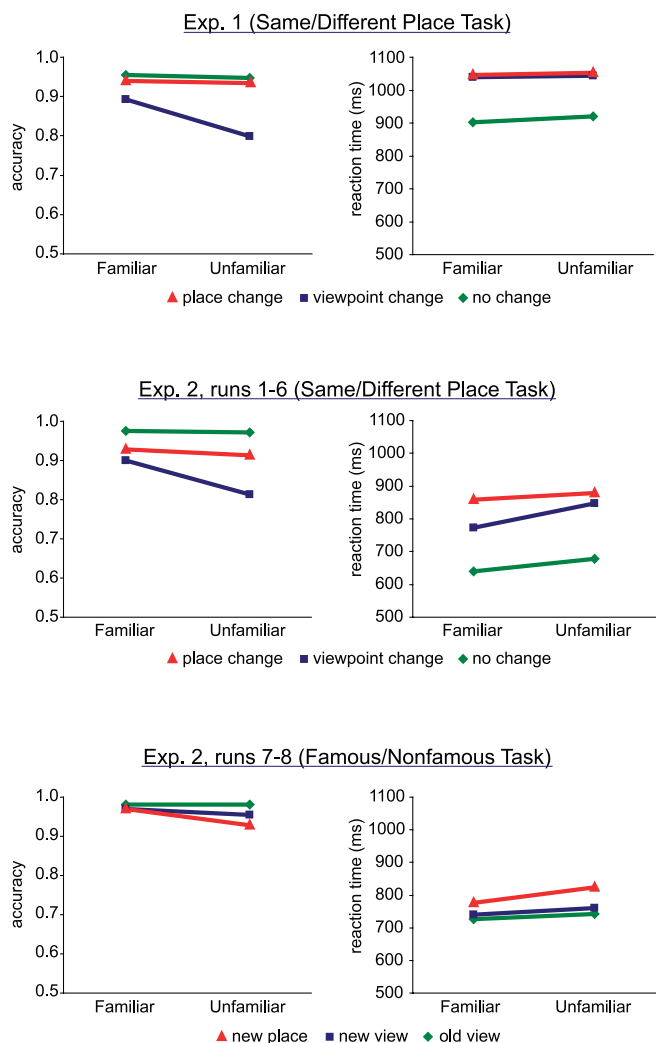 Exp. 1 (Same/Different Place Task)
accuracy
1.0
0.9
0.8
0.7
0.6
0.5
Familiar Unfamiliar
reaction time (ms)
1100
1000
900
800
700
600
500
Familiar Unfamiliar
place change viewpoint change no change
Exp. 2, runs 1-6 (Same/Different Place Task)
accuracy
1.0
0.9
0.8
0.7
0.6
0.5
Familiar Unfamiliar
reaction time (ms)
1100
1000
900
800
700
600
500
Familiar Unfamiliar
place change viewpoint change no change
Exp. 2, runs 7-8 (Famous/Nonfamous Task)
accuracy
1.0
0.9
0.8
0.7
0.6
0.5
Familiar Unfamiliar
reaction time (ms)
1100
1000
900
800
700
600
500
Familiar Unfamiliar
new place new view old view